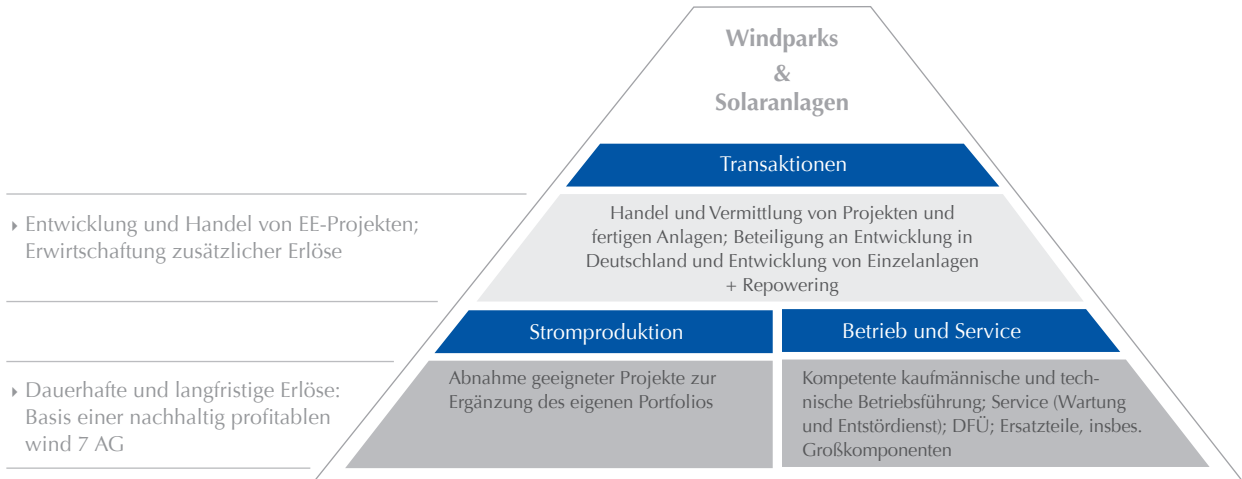 Windparks
&
Solaranlagen
Transaktionen
▸ Entwicklung und Handel von EE-Projekten;
Erwirtschaftung zusätzlicher Erlöse
Handel und Vermittlung von Projekten und
fertigen Anlagen; Beteiligung an Entwicklung in
Deutschland und Entwicklung von Einzelanlagen
+ Repowering
Stromproduktion
Betrieb und Service
▸ Dauerhafte und langfristige Erlöse:
Basis einer nachhaltig profitablen
wind 7 AG
Abnahme geeigneter Projekte zur
Ergänzung des eigenen Portfolios
Kompetente kaufmännische und tech-
nische Betriebsführung; Service (Wartung
und Entstördienst); DFÜ; Ersatzteile, insbes.
Großkomponenten